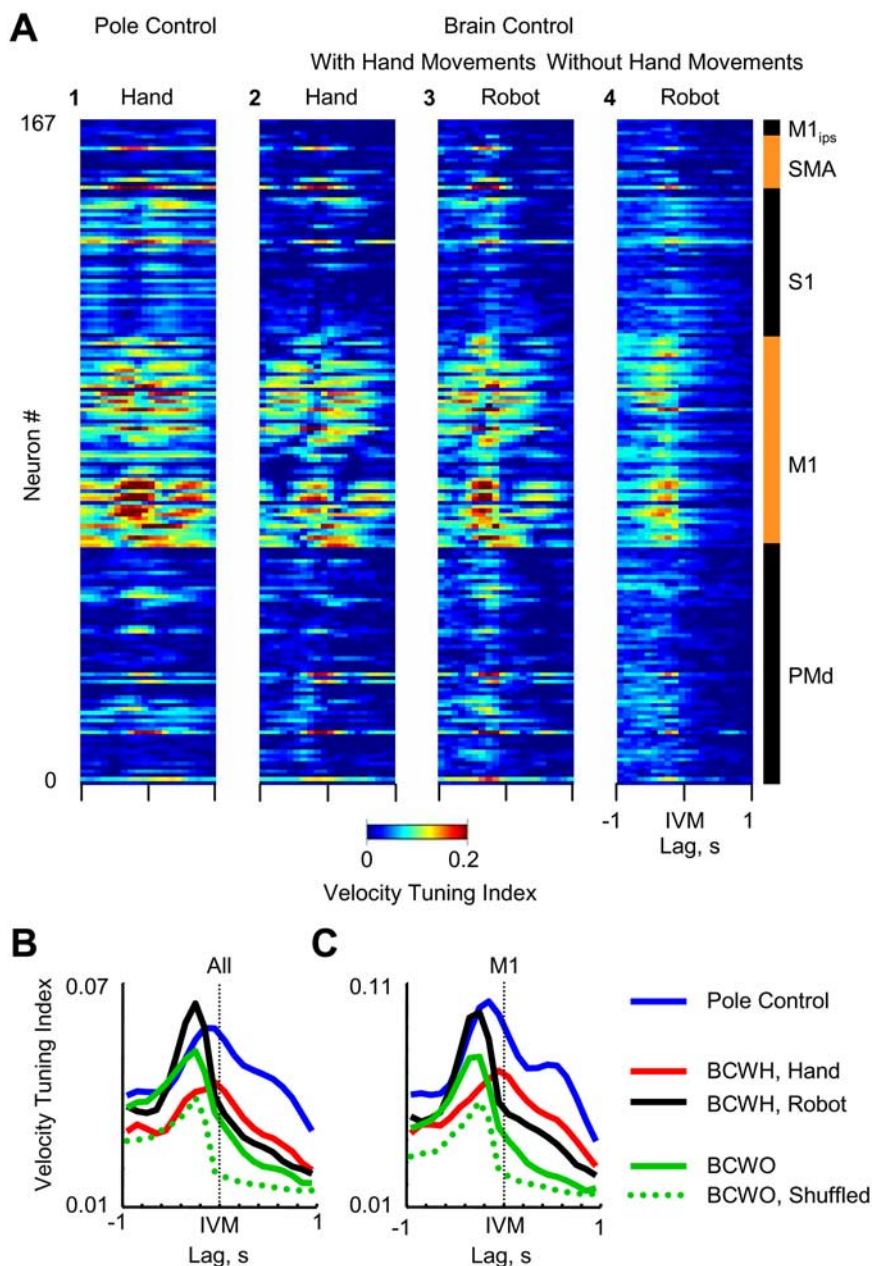 A
Pole Control Brain Control
With Hand Movements Without Hand Movements
1 Hand 2 Hand 3 Robot 4 Robot
167
M1ips
SMA
S1
M1
PMd
Neuron #
0
-1 IVM 1
Lag, s
0 0.2
Velocity Tuning Index
B C
All M1
0.07 0.11
Velocity Tuning Index
0.01 0.01
-1 IVM 1 -1 IVM 1
Lag, s Lag, s
Pole Control
BCWH, Hand
BCWH, Robot
BCWO
BCWO, Shuffled